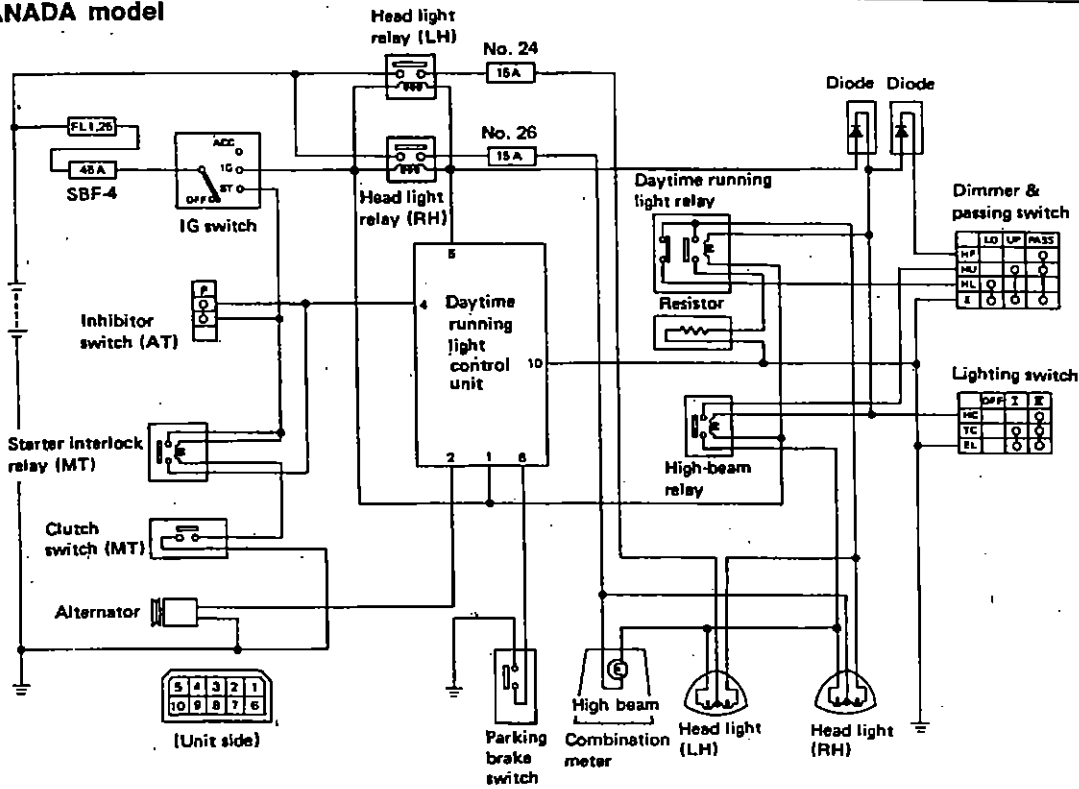 ANADA model
Head light
relay (LH)
No. 24
15A
Diode Diode
FL1.25
ACC
IG
ST
OFF
45A
SBF-4
IG switch
No. 26
15A
Head light
relay (RH)
Daytime running
light relay
Dimmer &
passing switch
LO UP PASS
HP
HU
HL
E
Resistor
P
Inhibitor
switch (AT)
5
4
Daytime
running
light
control
unit
10
2 1 6
Lighting switch
OFF I II
HC
TC
EL
High-beam
relay
Starter interlock
relay (MT)
Clutch
switch (MT)
Alternator
5 4 3 2 1
10 9 8 7 6
(Unit side)
Parking
brake
switch
High beam
Combination
meter
Head light
(LH)
Head light
(RH)